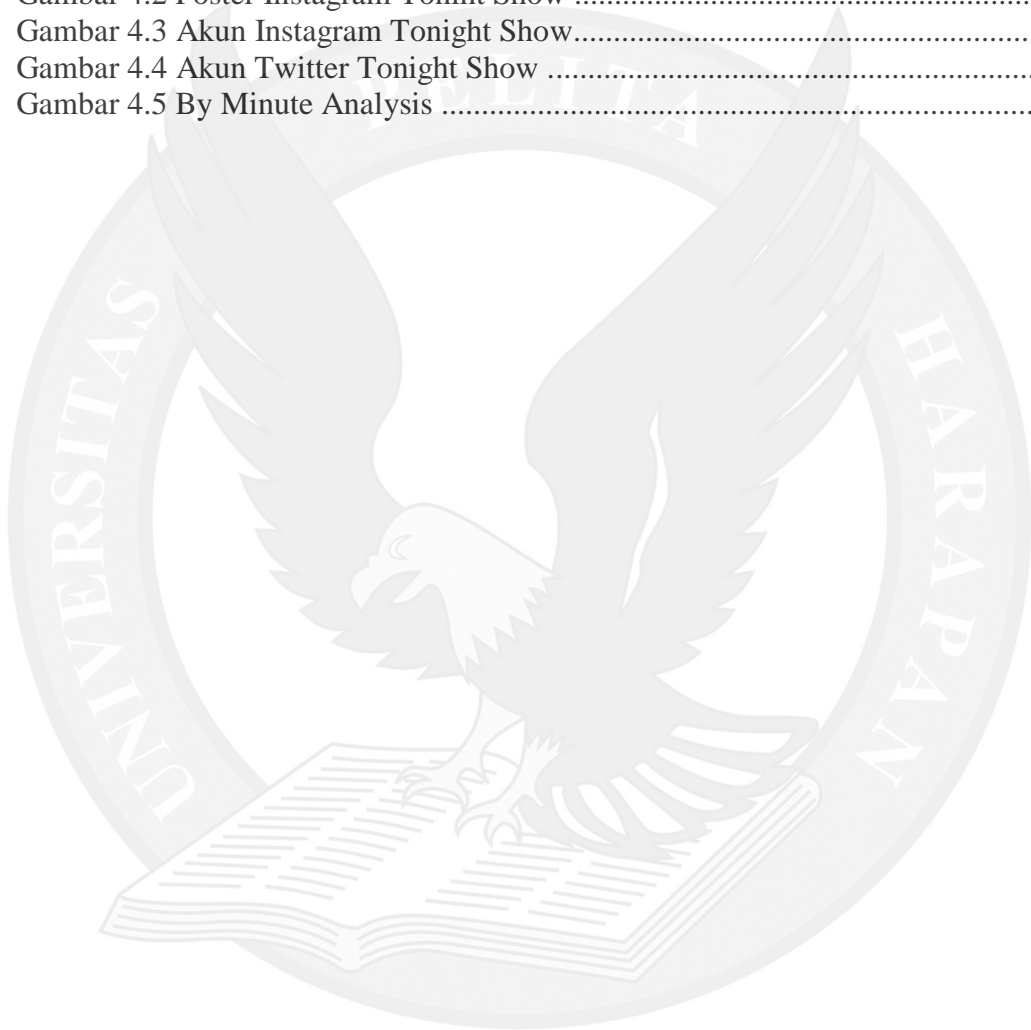 Gambar 4.2 Poster Instagram Toniht Show ..........................................................
Gambar 4.3 Akun Instagram Tonight Show..........................................................
Gambar 4.4 Akun Twitter Tonight Show .............................................................
Gambar 4.5 By Minute Analysis ...........................................................................
UNIVERSITAS PELITA HARAPAN